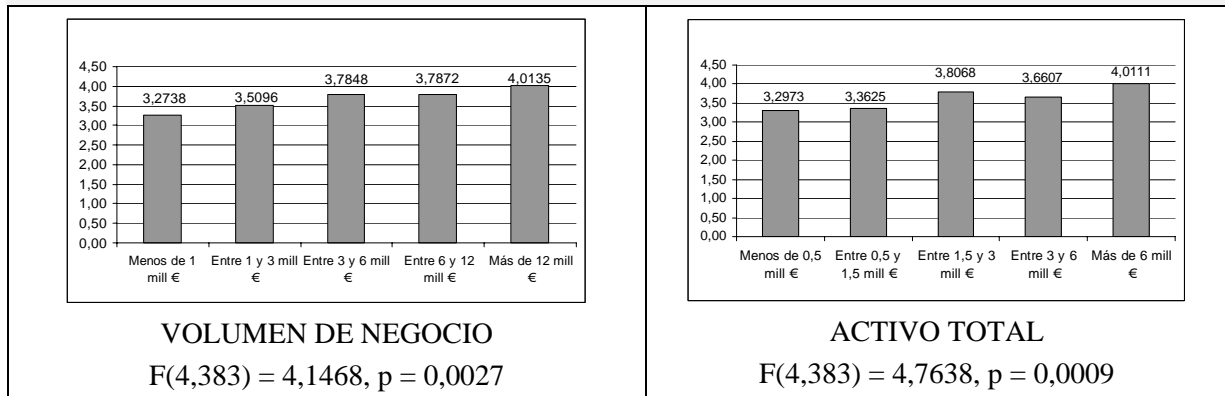 4,50
4,00
3,50
3,00
2,50
2,00
1,50
1,00
0,50
0,00
3,2738
3,5096
3,7848
3,7872
4,0135
Menos de 1 mill €
Entre 1 y 3 mill €
Entre 3 y 6 mill €
Entre 6 y 12 mill €
Más de 12 mill €
VOLUMEN DE NEGOCIO
F(4,383) = 4,1468, p = 0,0027
4,50
4,00
3,50
3,00
2,50
2,00
1,50
1,00
0,50
0,00
3,2973
3,3625
3,8068
3,6607
4,0111
Menos de 0,5 mill €
Entre 0,5 y 1,5 mill €
Entre 1,5 y 3 mill €
Entre 3 y 6 mill €
Más de 6 mill €
ACTIVO TOTAL
F(4,383) = 4,7638, p = 0,0009